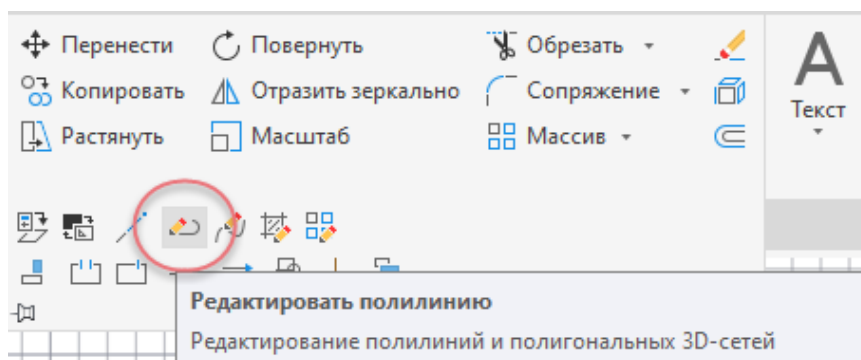 Перенести Повернуть Обрезать
Копировать Отразить зеркально Сопряжение
Растянуть Масштаб Массив
Текст
Редактировать полилинию
Редактирование полилиний и полигональных 3D-сетей